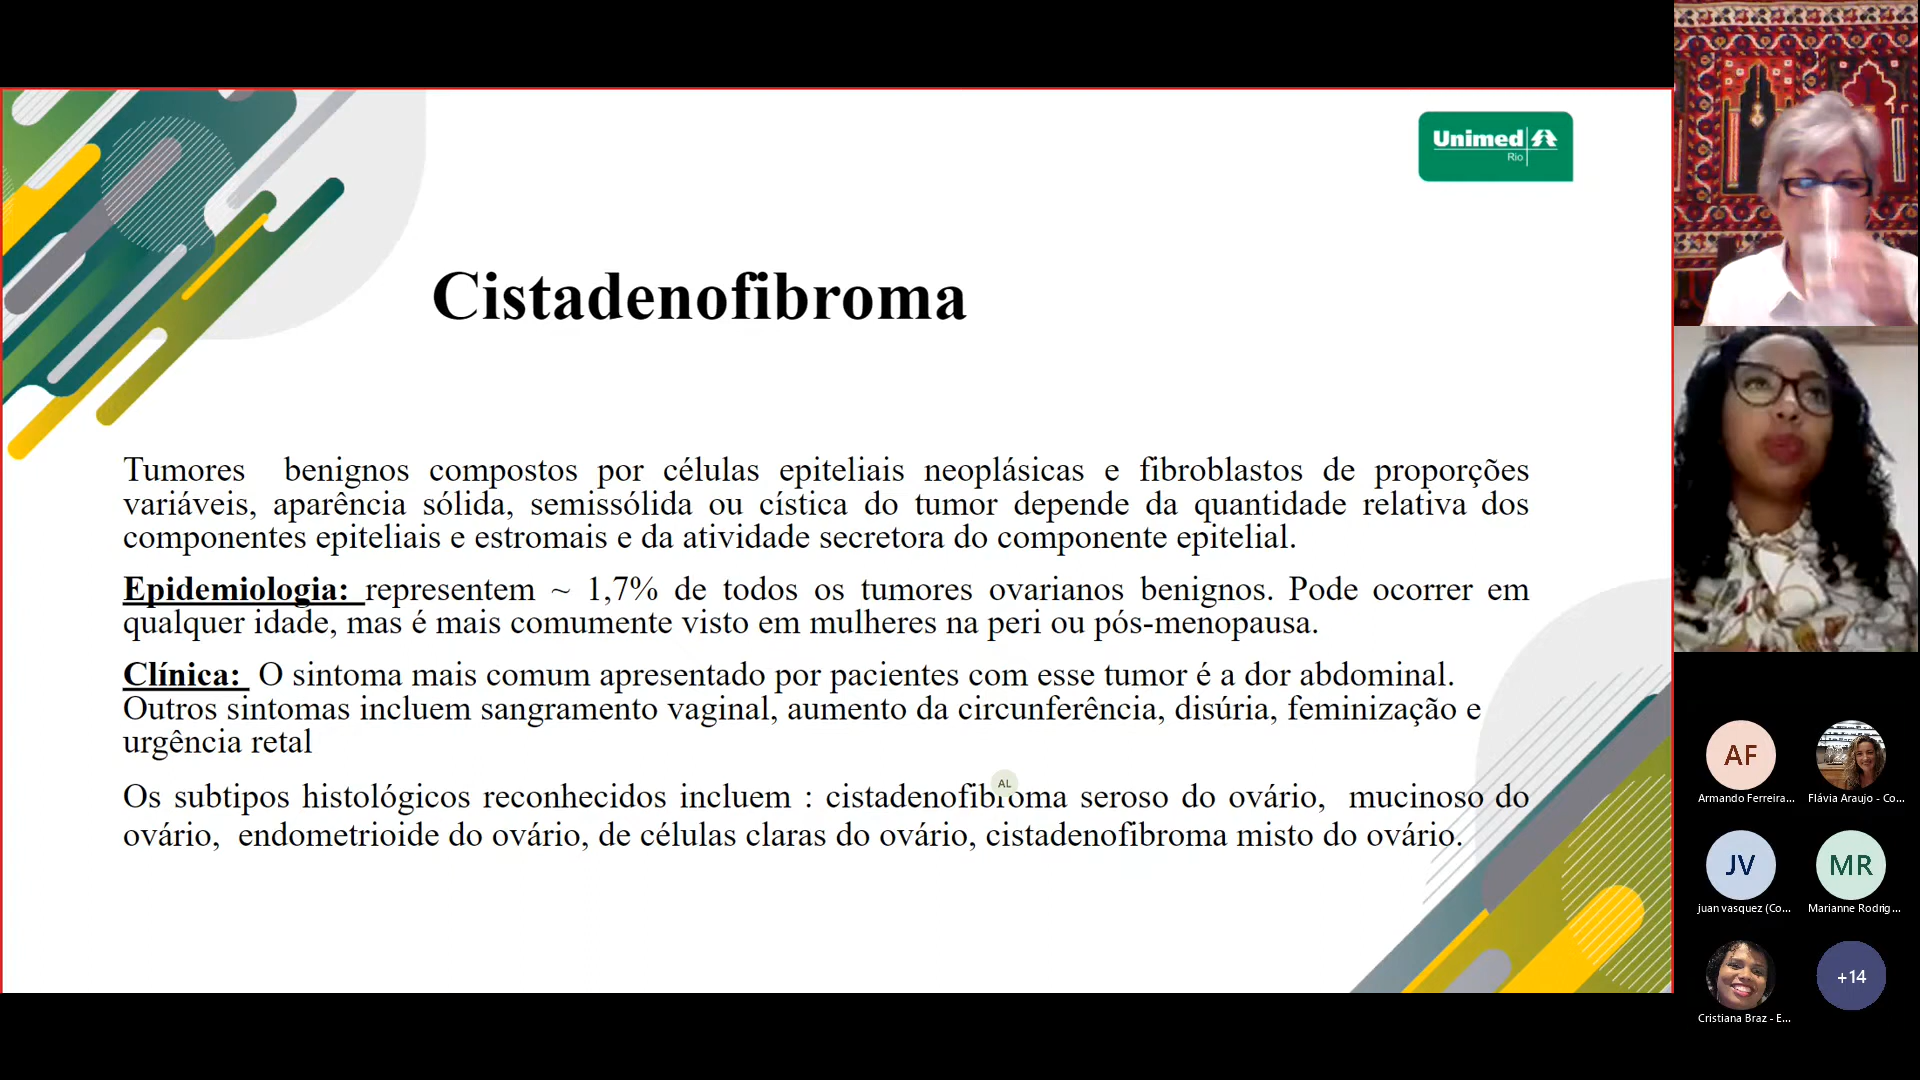 Unimed
Rio
Cistadenofibroma
Tumores benignos compostos por células epiteliais neoplásicas e fibroblastos de proporções
variáveis, aparência sólida, semissólida ou cística do tumor depende da quantidade relativa dos
componentes epiteliais e estromais e da atividade secretora do componente epitelial.
Epidemiologia: representem ~ 1,7% de todos os tumores ovarianos benignos. Pode ocorrer em
qualquer idade, mas é mais comumente visto em mulheres na peri ou pós-menopausa.
Clínica: O sintoma mais comum apresentado por pacientes com esse tumor é a dor abdominal.
Outros sintomas incluem sangramento vaginal, aumento da circunferência, disúria, feminização e
urgência retal
AL
Os subtipos histológicos reconhecidos incluem : cistadenofibroma seroso do ovário, mucinoso do
ovário, endometrioide do ovário, de células claras do ovário, cistadenofibroma misto do ovário.
AF
Armando Ferreira...
Flávia Araujo - Co...
JV
juan vasquez (Co...
MR
Marianne Rodrig...
Cristiana Braz - E...
+14